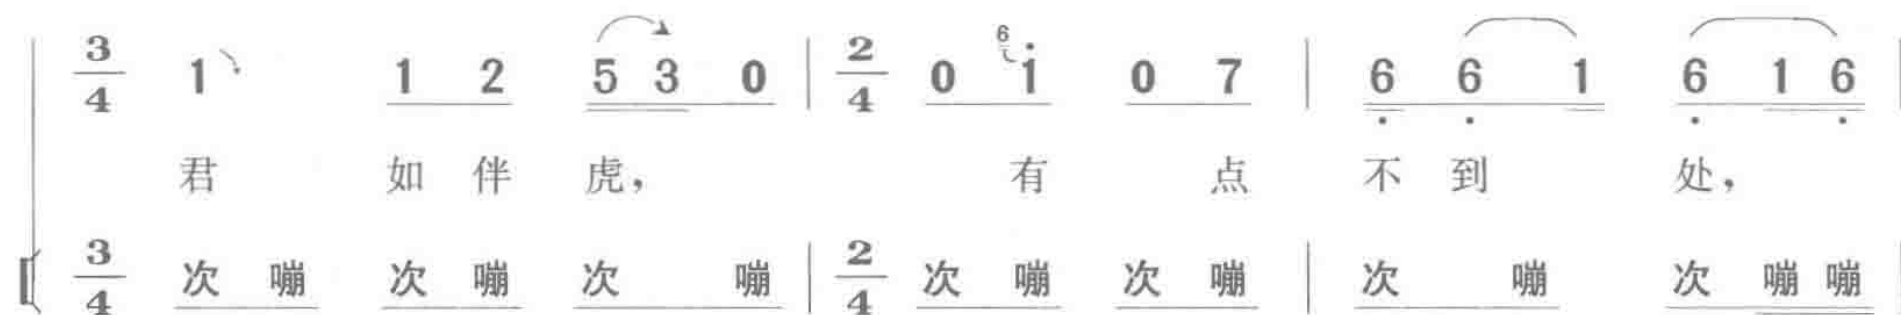 3/4 1 1 2 5 3 0 | 2/4 0 6 1 0 7 | 6 6 1 6 1 6 |
君 如 伴 虎， 有 点 不 到 处，
3/4 次 嘣 次 嘣 次 嘣 | 2/4 次 嘣 次 嘣 | 次 嘣 次 嘣 嘣 |